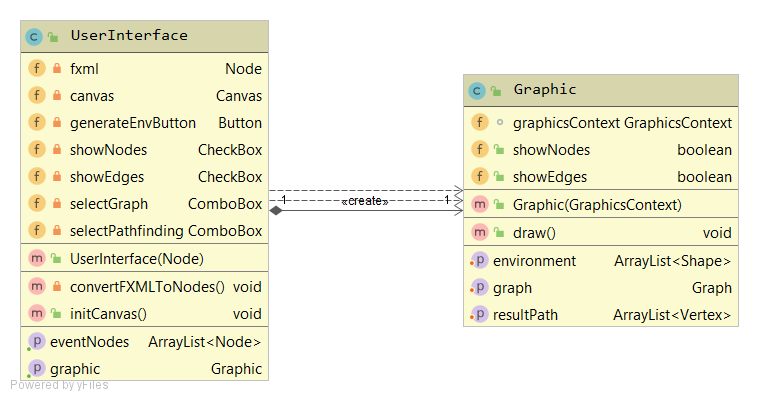 UserInterface
fxml Node
canvas Canvas
generateEnvButton Button
showNodes CheckBox
showEdges CheckBox
selectGraph ComboBox
selectPathfinding ComboBox
UserInterface(Node)
convertFXMLToNodes() void
initCanvas() void
eventNodes ArrayList<Node>
graphic Graphic
1 «create» 1
Graphic
graphicsContext GraphicsContext
showNodes boolean
showEdges boolean
Graphic(GraphicsContext)
draw() void
environment ArrayList<Shape>
graph Graph
resultPath ArrayList<Vertex>
Powered by yFiles